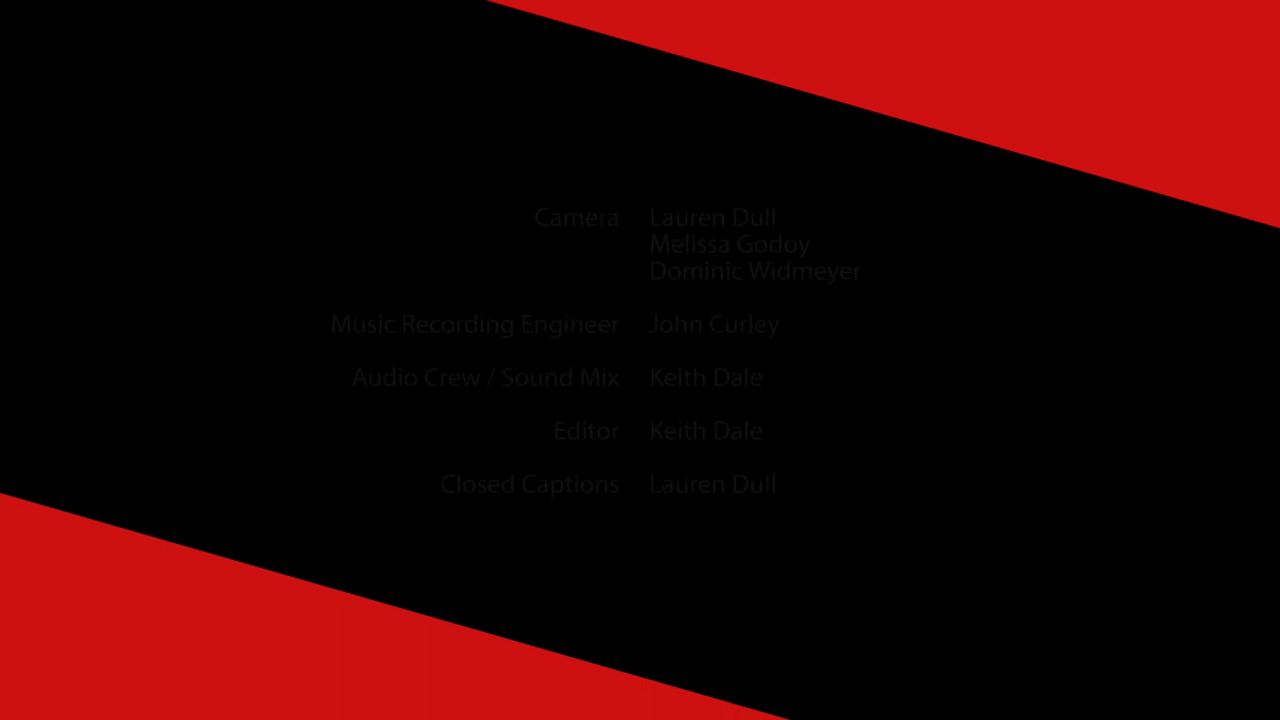 Camera Lauren Dull
Melissa Godoy
Dominic Widmeyer
Music Recording Engineer John Curley
Audio Crew / Sound Mix Keith Dale
Editor Keith Dale
Closed Captions Lauren Dull